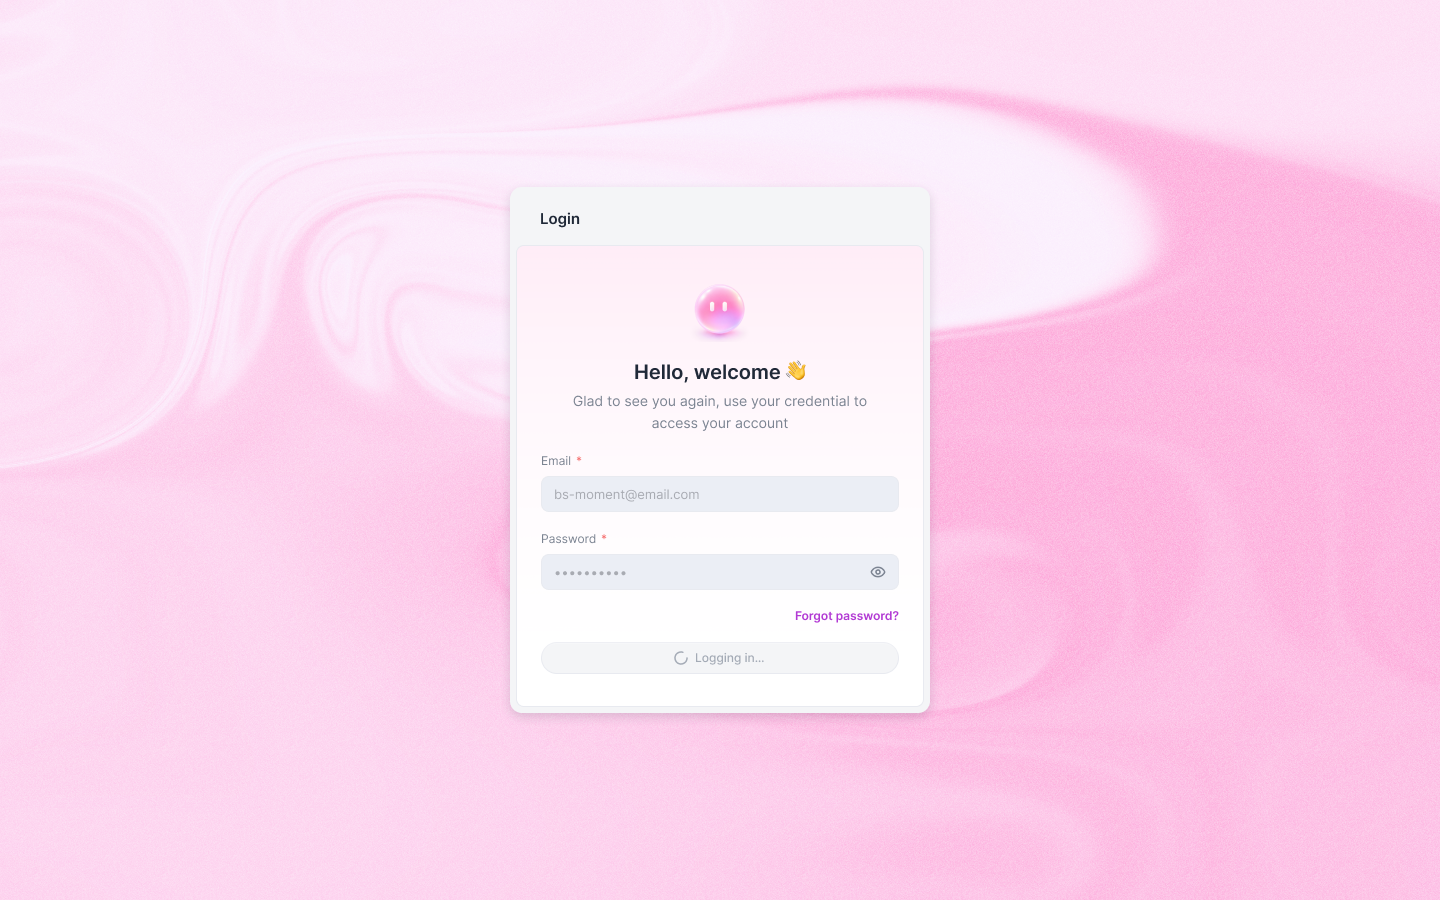 Login
Hello, welcome 👋
Glad to see you again, use your credential to
access your account
Email *
bs-moment@email.com
Password *
••••••••••
Forgot password?
Logging in...